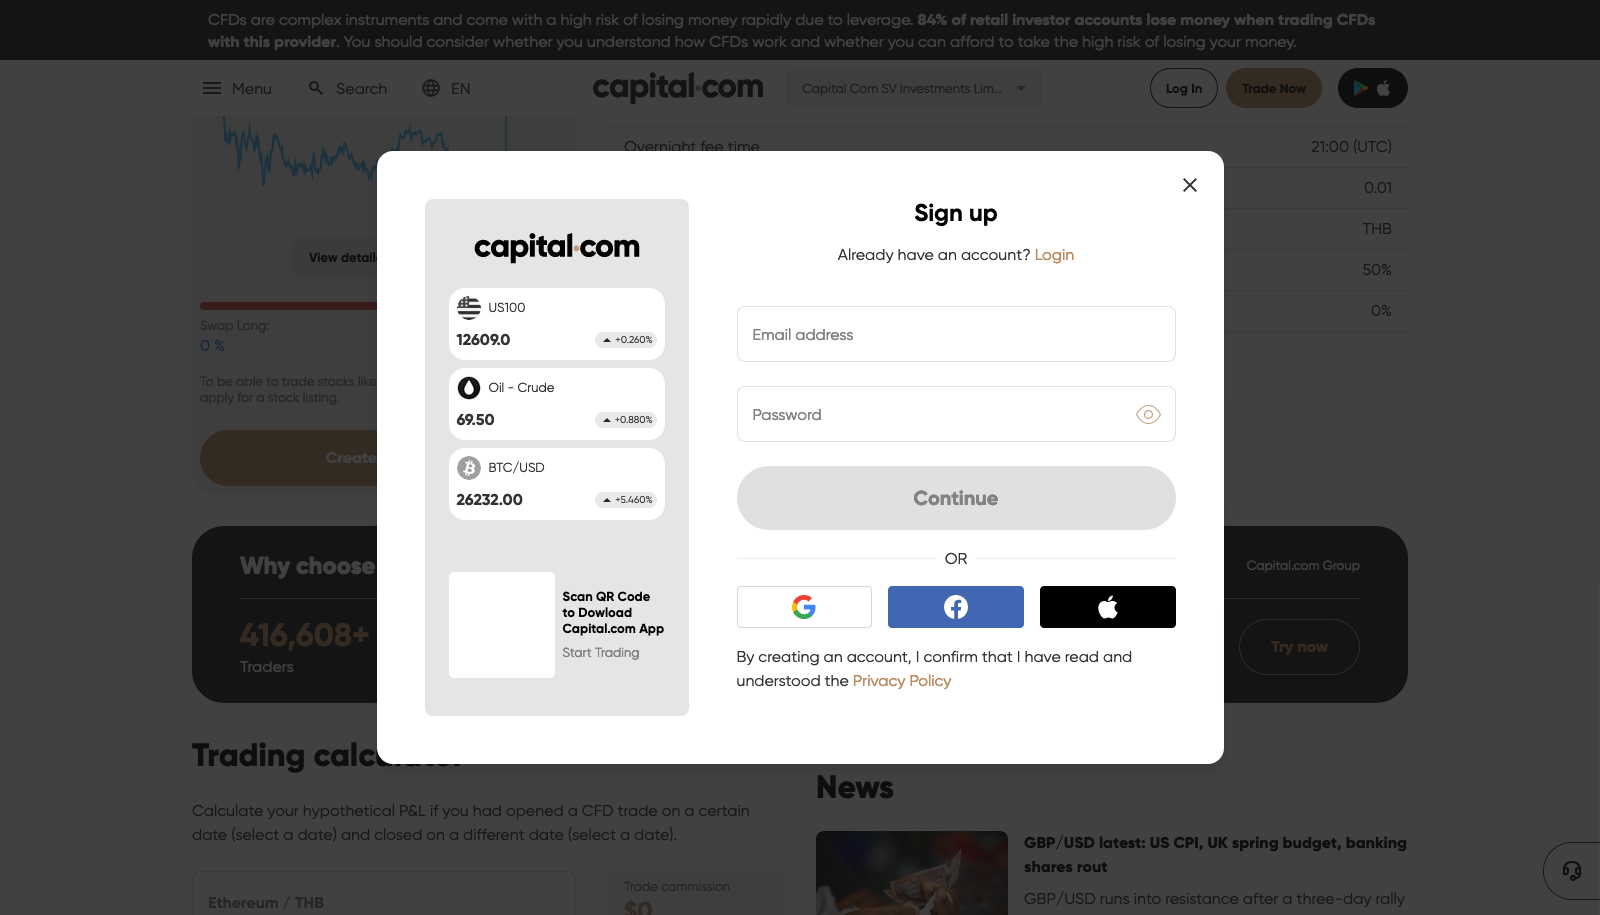 CFDs are complex instruments and come with a high risk of losing money rapidly due to leverage. 84% of retail investor accounts lose money when trading CFDs
with this provider. You should consider whether you understand how CFDs work and whether you can afford to take the high risk of losing your money.
Menu
Search
EN
capital.com
Capital Com SV Investments Lim...
Log In
Trade Now
Overnight fee time
21:00 (UTC)
0.01
THB
50%
0%
View detaile
Swap Long:
0 %
To be able to trade stocks like
apply for a stock listing.
Create
Why choose
Capital.com Group
416,608+
Traders
Try now
Sign up
Already have an account? Login
capital.com
US100
12609.0
+0.260%
Oil - Crude
69.50
+0.880%
BTC/USD
26232.00
+5.460%
Scan QR Code
to Dowload
Capital.com App
Start Trading
Email address
Password
Continue
OR
By creating an account, I confirm that I have read and
understood the Privacy Policy
Trading calculator
Calculate your hypothetical P&L if you had opened a CFD trade on a certain
date (select a date) and closed on a different date (select a date).
Ethereum / THB
Trade commission
$0
News
GBP/USD latest: US CPI, UK spring budget, banking
shares rout
GBP/USD runs into resistance after a three-day rally